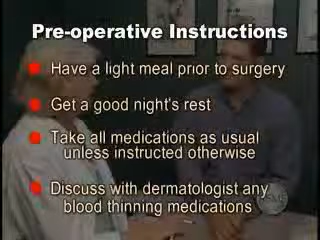 Pre-operative Instructions
Have a light meal prior to surgery
Get a good night's rest
Take all medications as usual
unless instructed otherwise
Discuss with dermatologist any
blood thinning medications